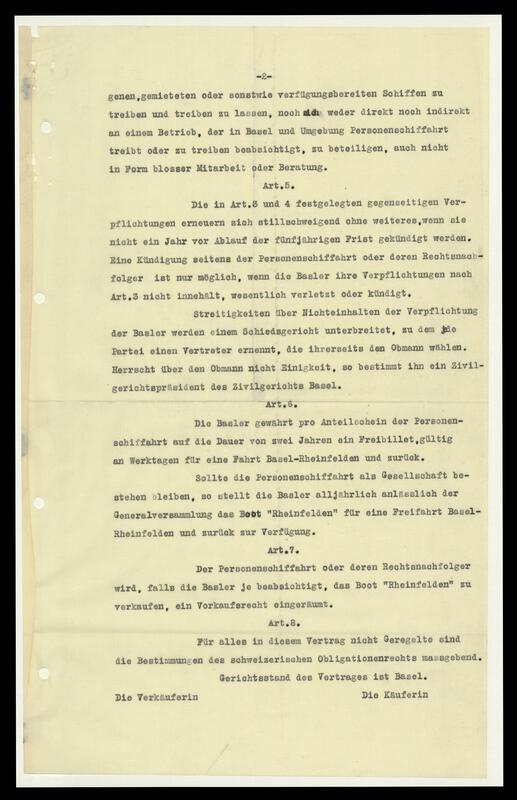 -2-
genen,gemieteten oder sonstwie verfügungsbereiten Schiffen zu
treiben und treiben zu lassen, noch sich weder direkt noch indirekt
an einem Betrieb, der in Basel und Umgebung Personenschiffahrt
treibt oder zu treiben beabsichtigt, zu beteiligen, auch nicht
in Form blosser Mitarbeit oder Beratung.
Art.5.
Die in Art.3 und 4 festgelegten gegenseitigen Ver-
pflichtungen erneuern sich stillschweigend ohne weiteres,wenn sie
nicht ein Jahr vor Ablauf der fünfjährigen Frist gekündigt werden.
Eine Kündigung seitens der Personenschiffahrt oder deren Rechtsnach-
folger ist nur möglich, wenn die Basler ihre Verpflichtungen nach
Art.3 nicht innehält, wesentlich verletzt oder kündigt.
Streitigkeiten über Nichteinhalten der Verpflichtung
der Basler werden einem Schiedsgericht unterbreitet, zu dem jede
Partei einen Vertreter ernennt, die ihrerseits den Obmann wählen.
Herrscht über den Obmann nicht Einigkeit, so bestimmt ihn ein Zivil-
gerichtspräsident des Zivilgerichts Basel.
Art.6.
Die Basler gewährt pro Anteilschein der Personen-
schiffahrt auf die Dauer von zwei Jahren ein Freibillet,gültig
an Werktagen für eine Fahrt Basel-Rheinfelden und zurück.
Sollte die Personenschiffahrt als Gesellschaft be-
stehen bleiben, so stellt die Basler alljährlich anlässlich der
Generalversammlung das Boot "Rheinfelden" für eine Freifahrt Basel-
Rheinfelden und zurück zur Verfügung.
Art.7.
Der Personenschiffahrt oder deren Rechtsnachfolger
wird, falls die Basler je beabsichtigt, das Boot "Rheinfelden" zu
verkaufen, ein Vorkaufsrecht eingeräumt.
Art.8.
Für alles in diesem Vertrag nicht Geregelte sind
die Bestimmungen des schweizerischen Obligationenrechts massgebend.
Gerichtsstand des Vertrages ist Basel.
Die Verkäuferin Die Käuferin